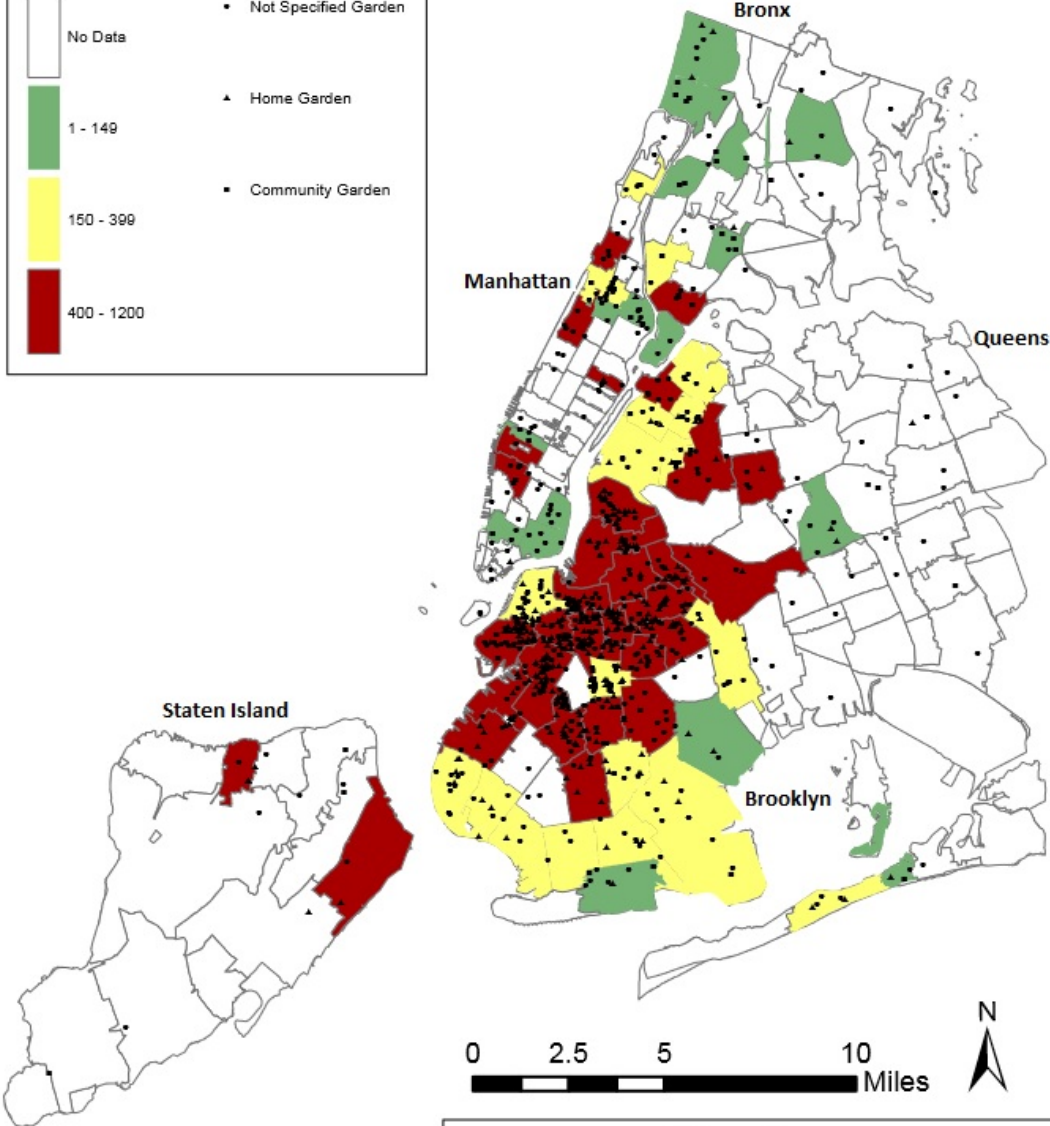 Not Specified Garden
No Data
Home Garden
1 - 149
Community Garden
150 - 399
400 - 1200
Bronx
Manhattan
Queens
Staten Island
Brooklyn
N
0 2.5 5 10
Miles